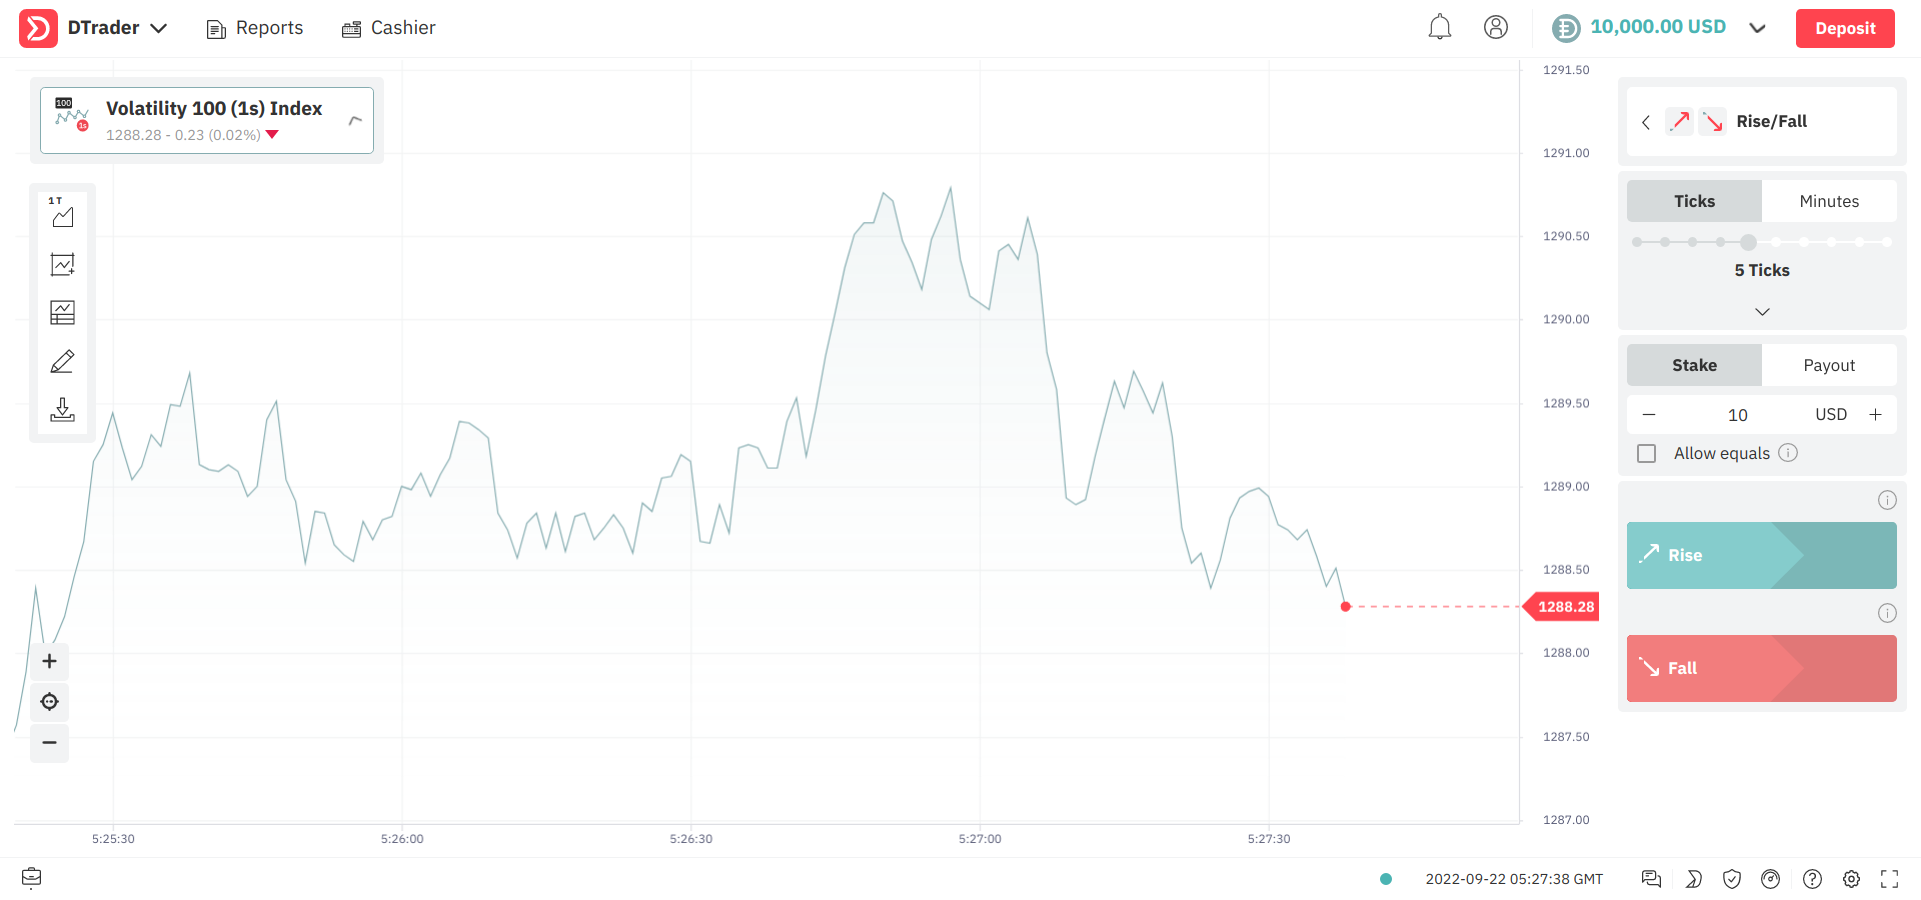 DTrader
Reports
Cashier
10,000.00 USD
Deposit
100
1s
Volatility 100 (1s) Index
1288.28 - 0.23 (0.02%)
1 T
1291.50
1291.00
1290.50
1290.00
1289.50
1289.00
1288.50
1288.28
1288.00
1287.50
1287.00
5:25:30
5:26:00
5:26:30
5:27:00
5:27:30
Rise/Fall
Ticks
Minutes
5 Ticks
Stake
Payout
10
USD
Allow equals
Rise
Fall
2022-09-22 05:27:38 GMT